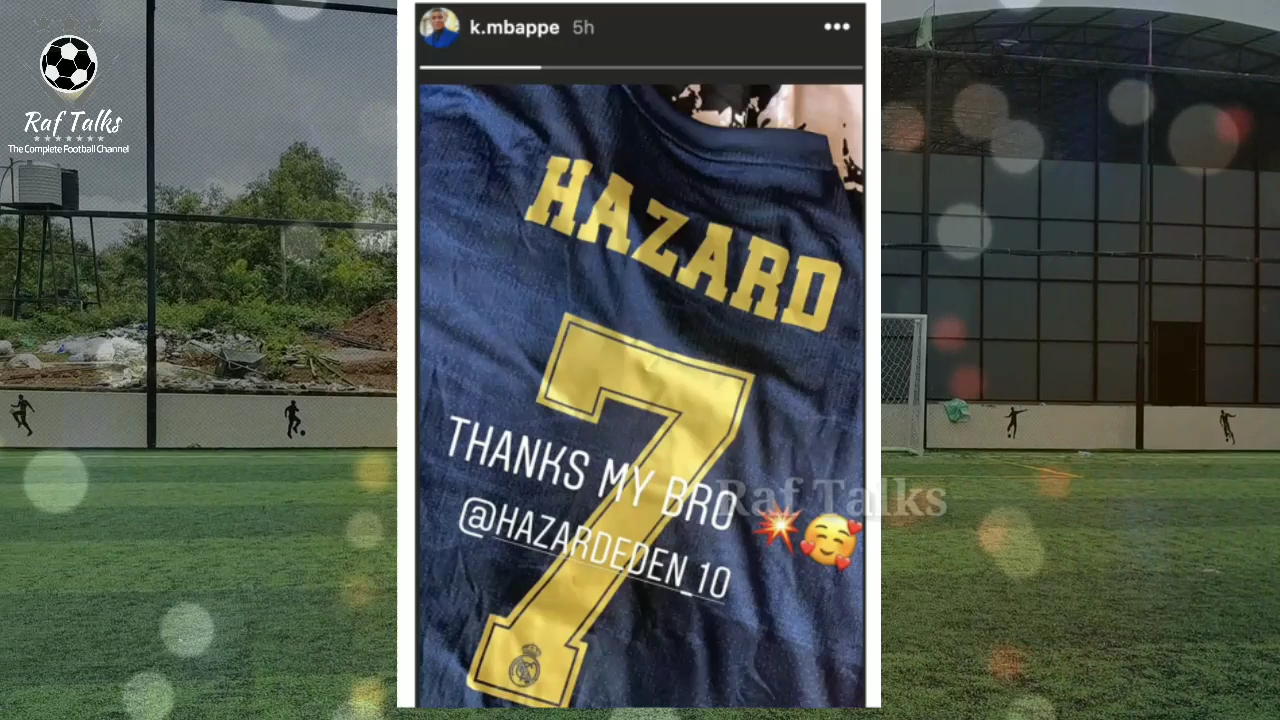 Raf Talks
The Complete Football Channel
k.mbappe 5h
HAZARD
7
THANKS MY BRO
@HAZARDEDEN_10
Raf Talks